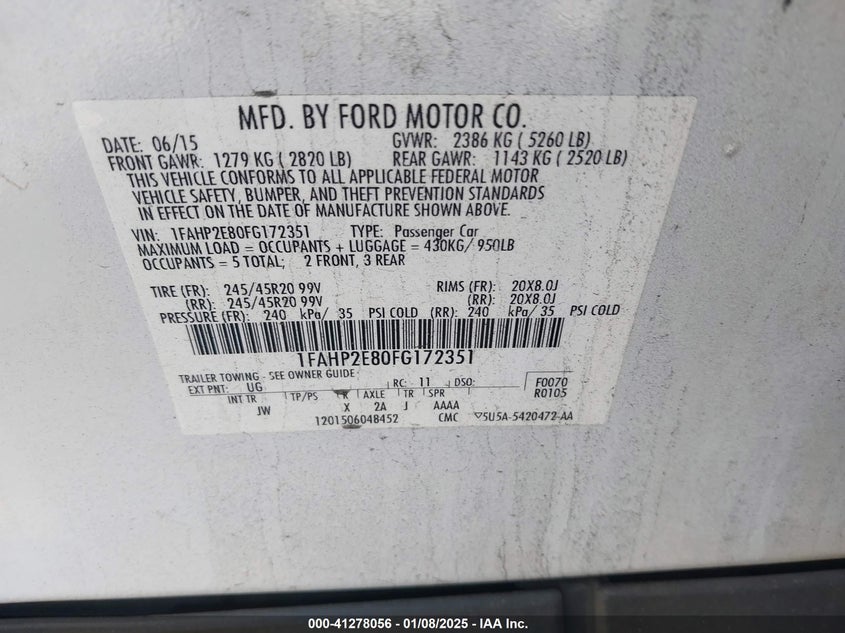 MFD. BY FORD MOTOR CO.
DATE: 06/15 GVWR: 2386 KG ( 5260 LB)
FRONT GAWR: 1279 KG ( 2820 LB) REAR GAWR: 1143 KG ( 2520 LB)
THIS VEHICLE CONFORMS TO ALL APPLICABLE FEDERAL MOTOR
VEHICLE SAFETY, BUMPER, AND THEFT PREVENTION STANDARDS
IN EFFECT ON THE DATE OF MANUFACTURE SHOWN ABOVE.
VIN: 1FAHP2E80FG172351 TYPE: Passenger Car
MAXIMUM LOAD = OCCUPANTS + LUGGAGE = 430KG/ 950LB
OCCUPANTS = 5 TOTAL; 2 FRONT, 3 REAR
TIRE (FR): 245/45R20 99V RIMS (FR): 20X8.0J
(RR): 245/45R20 99V (RR): 20X8.0J
PRESSURE (FR): 240 kPa/ 35 PSI COLD (RR): 240 kPa/ 35 PSI COLD
1FAHP2E80FG172351
TRAILER TOWING - SEE OWNER GUIDE
EXT PNT: UG RC: 11 DSO: F0070
INT TR TP/PS R AXLE TR SPR R0105
JW X 2A J AAAA
1201506048452 CMC 5U5A-5420472-AA
000-41278056 - 01/08/2025 - IAA Inc.